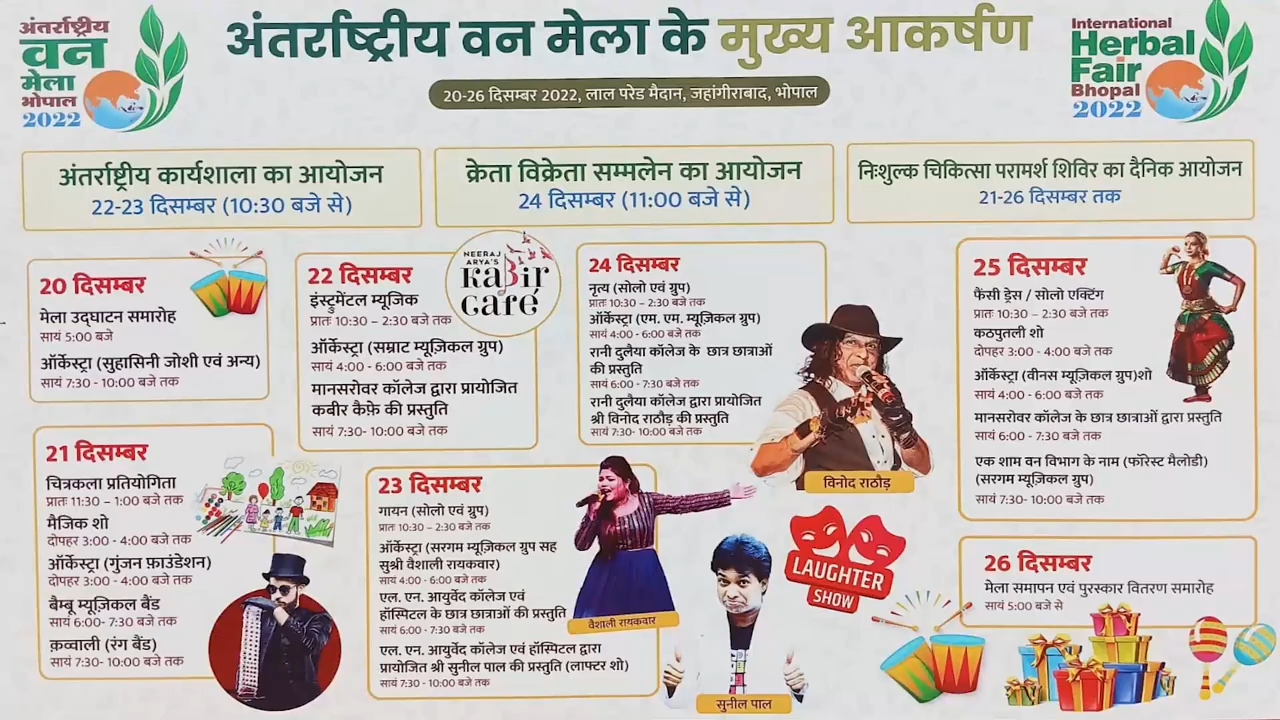 अंतर्राष्ट्रीय
वन
मेला
भोपाल
2022
अंतर्राष्ट्रीय वन मेला के मुख्य आकर्षण
20-26 दिसम्बर 2022, लाल परेड मैदान, जहांगीराबाद, भोपाल
International
Herbal
Fair
Bhopal
2022
अंतर्राष्ट्रीय कार्यशाला का आयोजन
22-23 दिसम्बर (10:30 बजे से)
क्रेता विक्रेता सम्मलेन का आयोजन
24 दिसम्बर (11:00 बजे से)
निःशुल्क चिकित्सा परामर्श शिविर का दैनिक आयोजन
21-26 दिसम्बर तक
20 दिसम्बर
मेला उद्घाटन समारोह
सायं 5:00 बजे
ऑर्केस्ट्रा (सुहासिनी जोशी एवं अन्य)
सायं 7:30 - 10:00 बजे तक
21 दिसम्बर
चित्रकला प्रतियोगिता
प्रातः 11:30 – 1:00 बजे तक
मैजिक शो
दोपहर 3:00 - 4:00 बजे तक
ऑर्केस्ट्रा (गुंजन फ़ाउंडेशन)
दोपहर 3:00 - 4:00 बजे तक
बैम्बू म्यूज़िकल बैंड
सायं 6:00- 7:30 बजे तक
क़व्वाली (रंग बैंड)
सायं 7:30- 10:00 बजे तक
22 दिसम्बर
इंस्ट्रुमेंटल म्यूजिक
प्रातः 10:30 – 2:30 बजे तक
ऑर्केस्ट्रा (सम्राट म्यूज़िकल ग्रुप)
सायं 4:00 - 6:00 बजे तक
मानसरोवर कॉलेज द्वारा प्रायोजित
कबीर कैफ़े की प्रस्तुति
सायं 7:30- 10:00 बजे तक
NEERAJ
ARYA'S
KaBir
café
23 दिसम्बर
गायन (सोलो एवं ग्रुप)
प्रातः 10:30 – 2:30 बजे तक
ऑर्केस्ट्रा (सरगम म्यूज़िकल ग्रुप सह
सुश्री वैशाली रायकवार)
सायं 4:00 - 6:00 बजे तक
एल. एन. आयुर्वेद कॉलेज एवं
हॉस्पिटल के छात्र छात्राओं की प्रस्तुति
सायं 6:00 - 7:30 बजे तक
एल. एन. आयुर्वेद कॉलेज एवं हॉस्पिटल द्वारा
प्रायोजित श्री सुनील पाल की प्रस्तुति (लाफ्टर शो)
सायं 7:30 - 10:00 बजे तक
वैशाली रायकवार
24 दिसम्बर
नृत्य (सोलो एवं ग्रुप)
प्रातः 10:30 – 2:30 बजे तक
ऑर्केस्ट्रा (एम. एम. म्यूज़िकल ग्रुप)
सायं 4:00 - 6:00 बजे तक
रानी दुलैया कॉलेज के छात्र छात्राओं
की प्रस्तुति
सायं 6:00 - 7:30 बजे तक
रानी दुलैया कॉलेज द्वारा प्रायोजित
श्री विनोद राठौड़ की प्रस्तुति
सायं 7:30- 10:00 बजे तक
विनोद राठौड़
LAUGHTER
SHOW
सुनील पाल
25 दिसम्बर
फैंसी ड्रेस / सोलो एक्टिंग
प्रातः 10:30 – 2:30 बजे तक
कठपुतली शो
दोपहर 3:00 - 04:00 बजे तक
ऑर्केस्ट्रा (वीनस म्यूज़िकल ग्रुप)शो
सायं 4:00 - 6:00 बजे तक
मानसरोवर कॉलेज के छात्र छात्राओं द्वारा प्रस्तुति
सायं 6:00 - 7:30 बजे तक
एक शाम वन विभाग के नाम (फॉरेस्ट मैलोडी)
(सरगम म्यूज़िकल ग्रुप)
सायं 7:30- 10:00 बजे तक
26 दिसम्बर
मेला समापन एवं पुरस्कार वितरण समारोह
सायं 5:00 बजे से